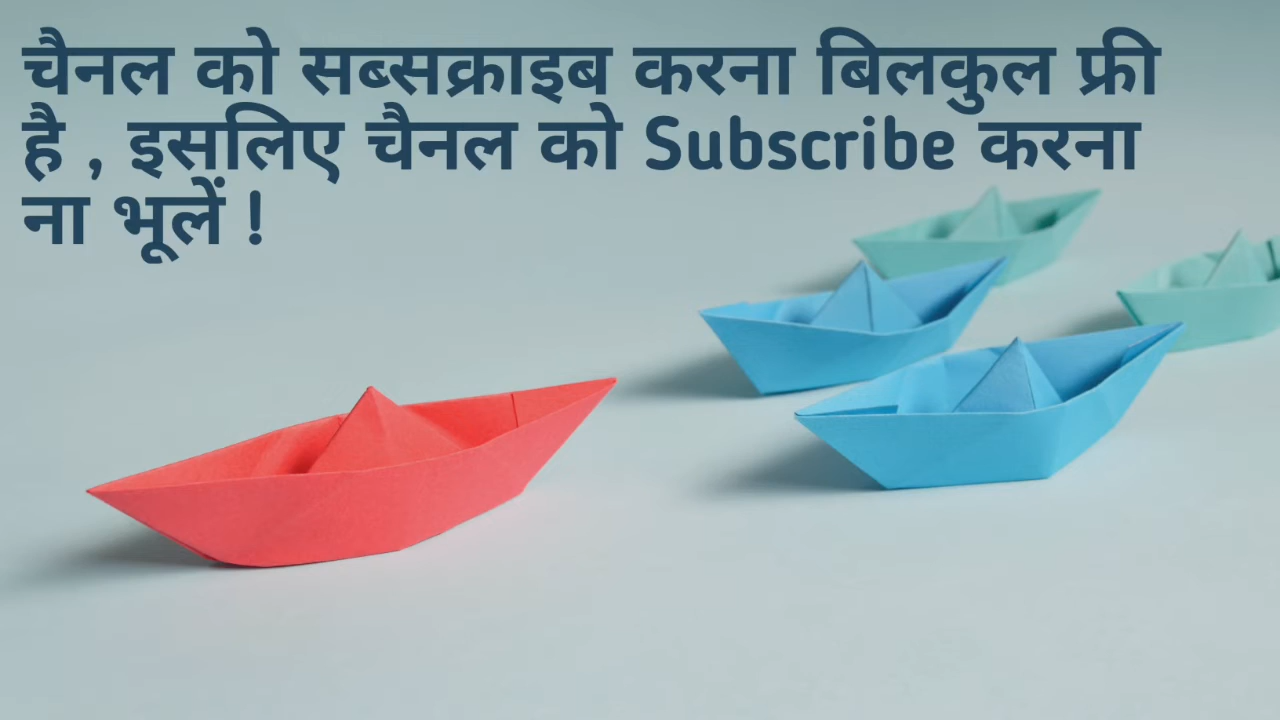 चैनल को सब्सक्राइब करना बिलकुल फ्री
है , इसलिए चैनल को Subscribe करना
ना भूलें !